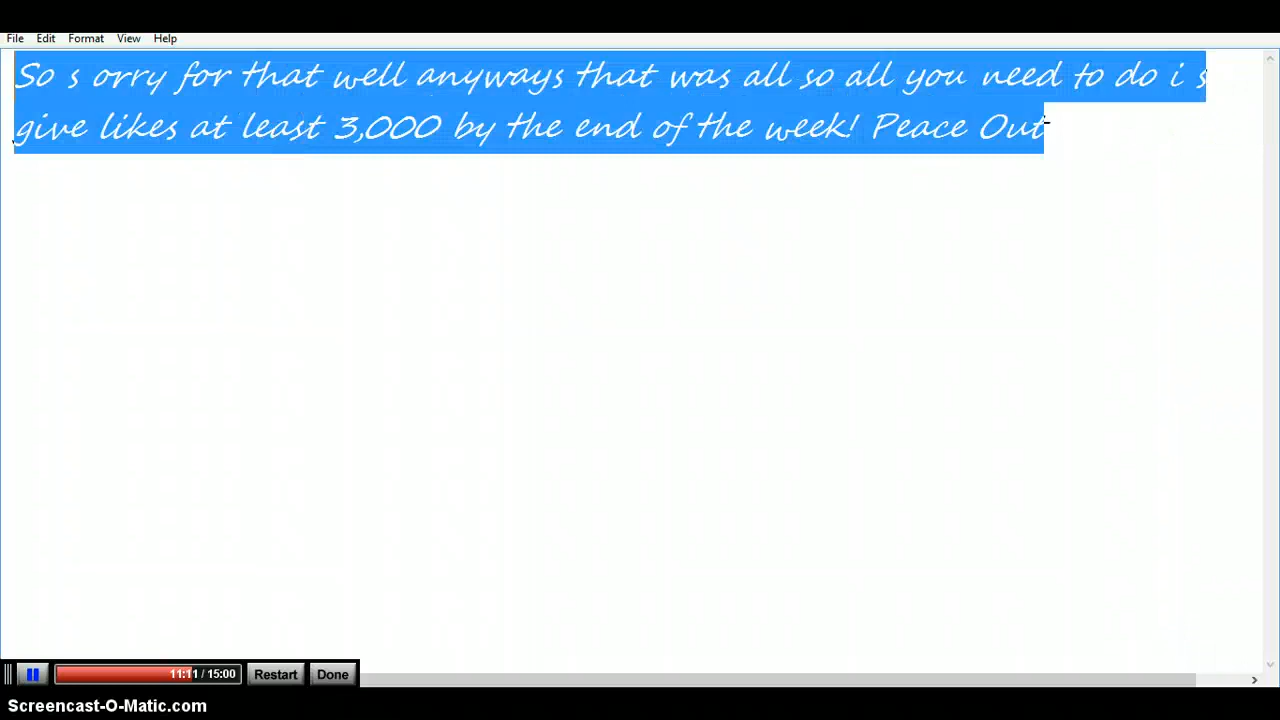 File Edit Format View Help
So s orry for that well anyways that was all so all you need to do i s
give likes at least 3,000 by the end of the week! Peace Out
11:11 / 15:00 Restart Done
Screencast-O-Matic.com